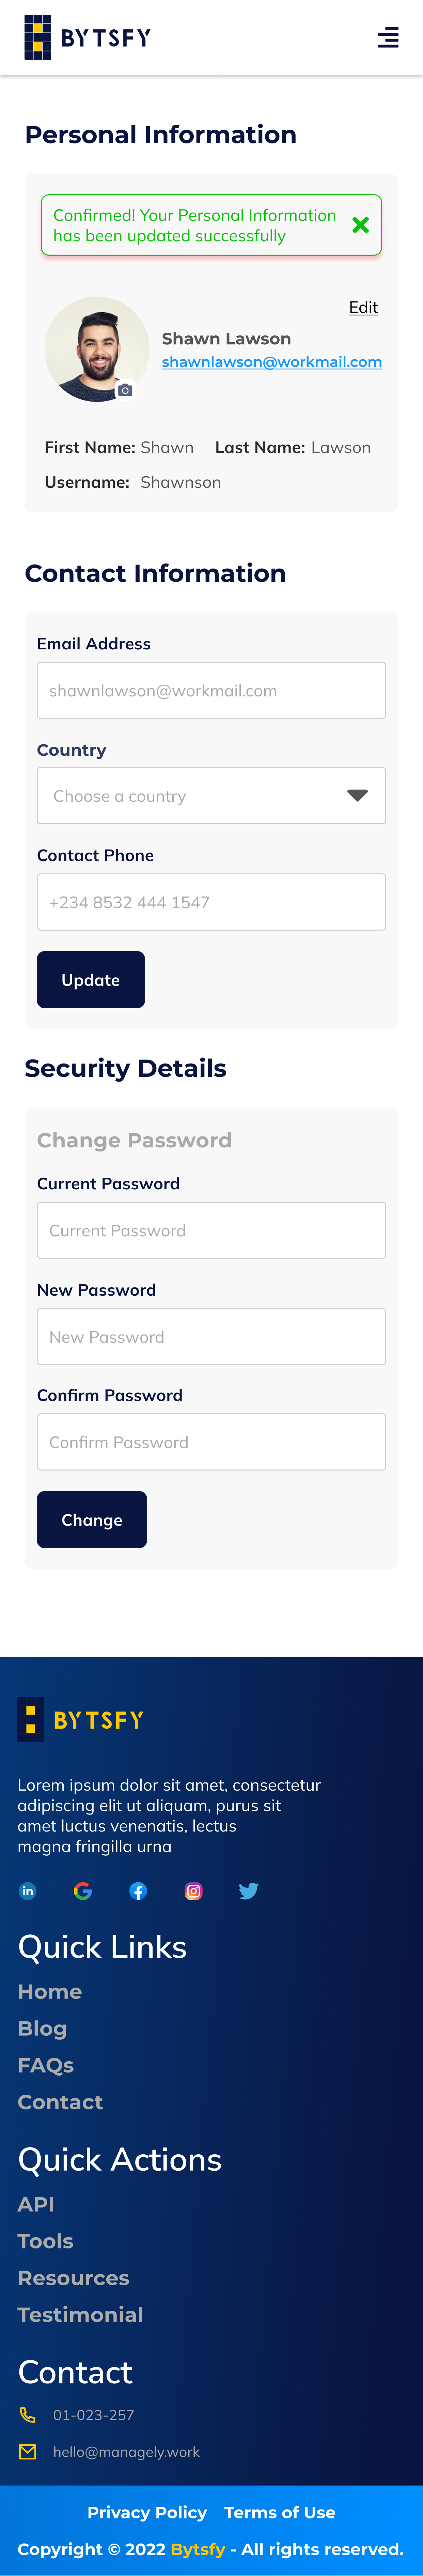 BYTSFY
Personal Information
Confirmed! Your Personal Information
has been updated successfully
Edit
Shawn Lawson
shawnlawson@workmail.com
First Name: Shawn Last Name: Lawson
Username: Shawnson
Contact Information
Email Address
shawnlawson@workmail.com
Country
Choose a country
Contact Phone
+234 8532 444 1547
Update
Security Details
Change Password
Current Password
Current Password
New Password
New Password
Confirm Password
Confirm Password
Change
BYTSFY
Lorem ipsum dolor sit amet, consectetur
adipiscing elit ut aliquam, purus sit
amet luctus venenatis, lectus
magna fringilla urna
Quick Links
Home
Blog
FAQs
Contact
Quick Actions
API
Tools
Resources
Testimonial
Contact
01-023-257
hello@managely.work
Privacy Policy Terms of Use
Copyright © 2022 Bytsfy - All rights reserved.